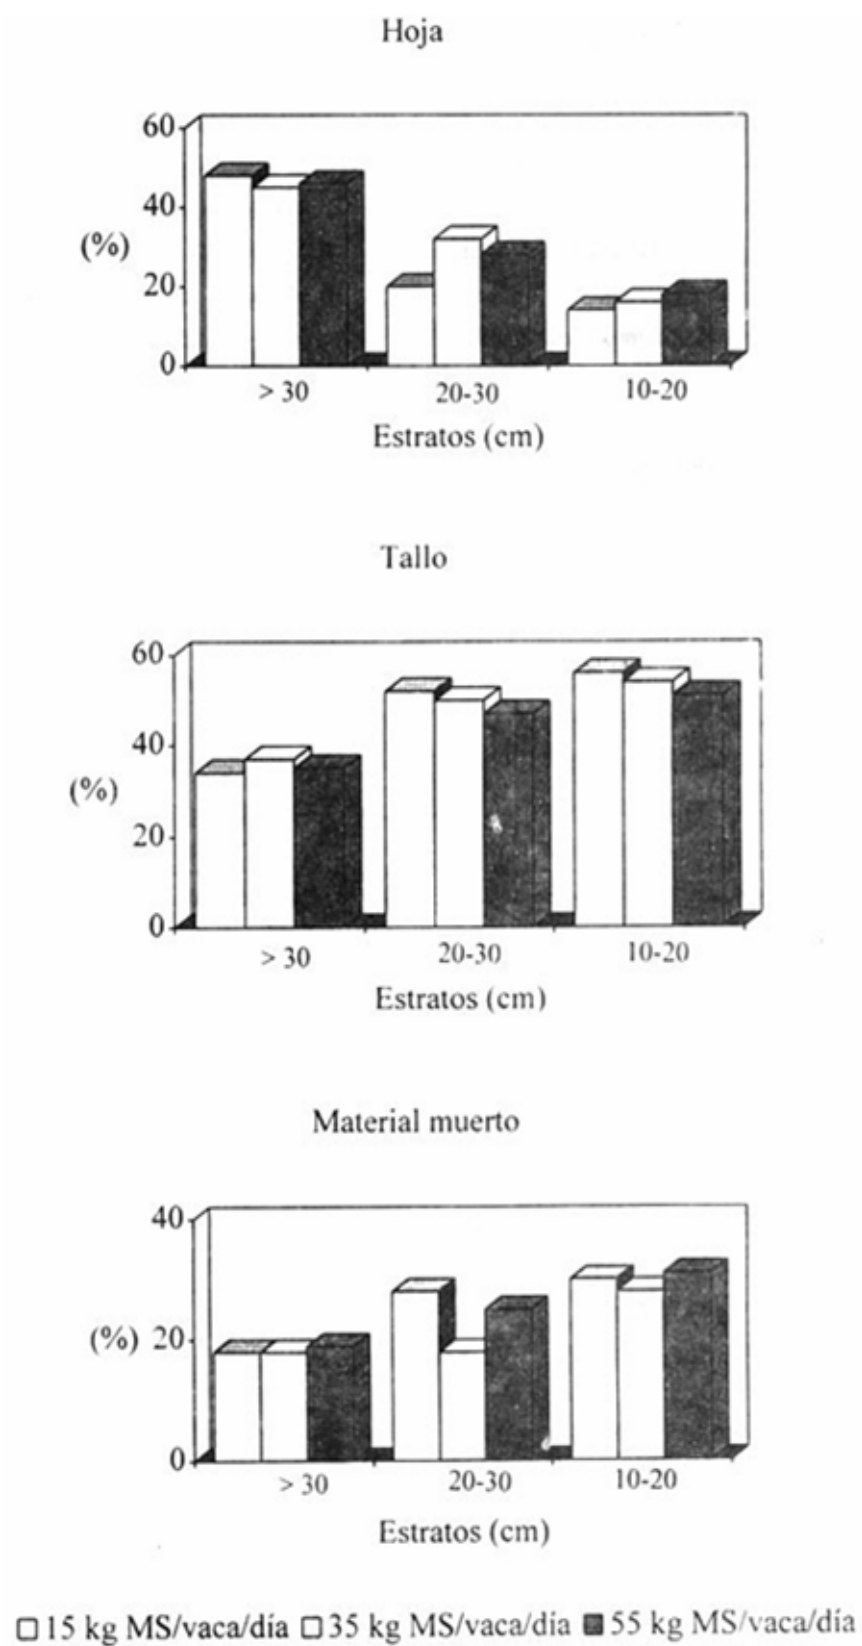 Hoja
60
40
(%)
20
0
> 30 20-30 10-20
Estratos (cm)
Tallo
60
40
(%)
20
0
> 30 20-30 10-20
Estratos (cm)
Material muerto
40
(%) 20
0
> 30 20-30 10-20
Estratos (cm)
15 kg MS/vaca/día 35 kg MS/vaca/día 55 kg MS/vaca/día